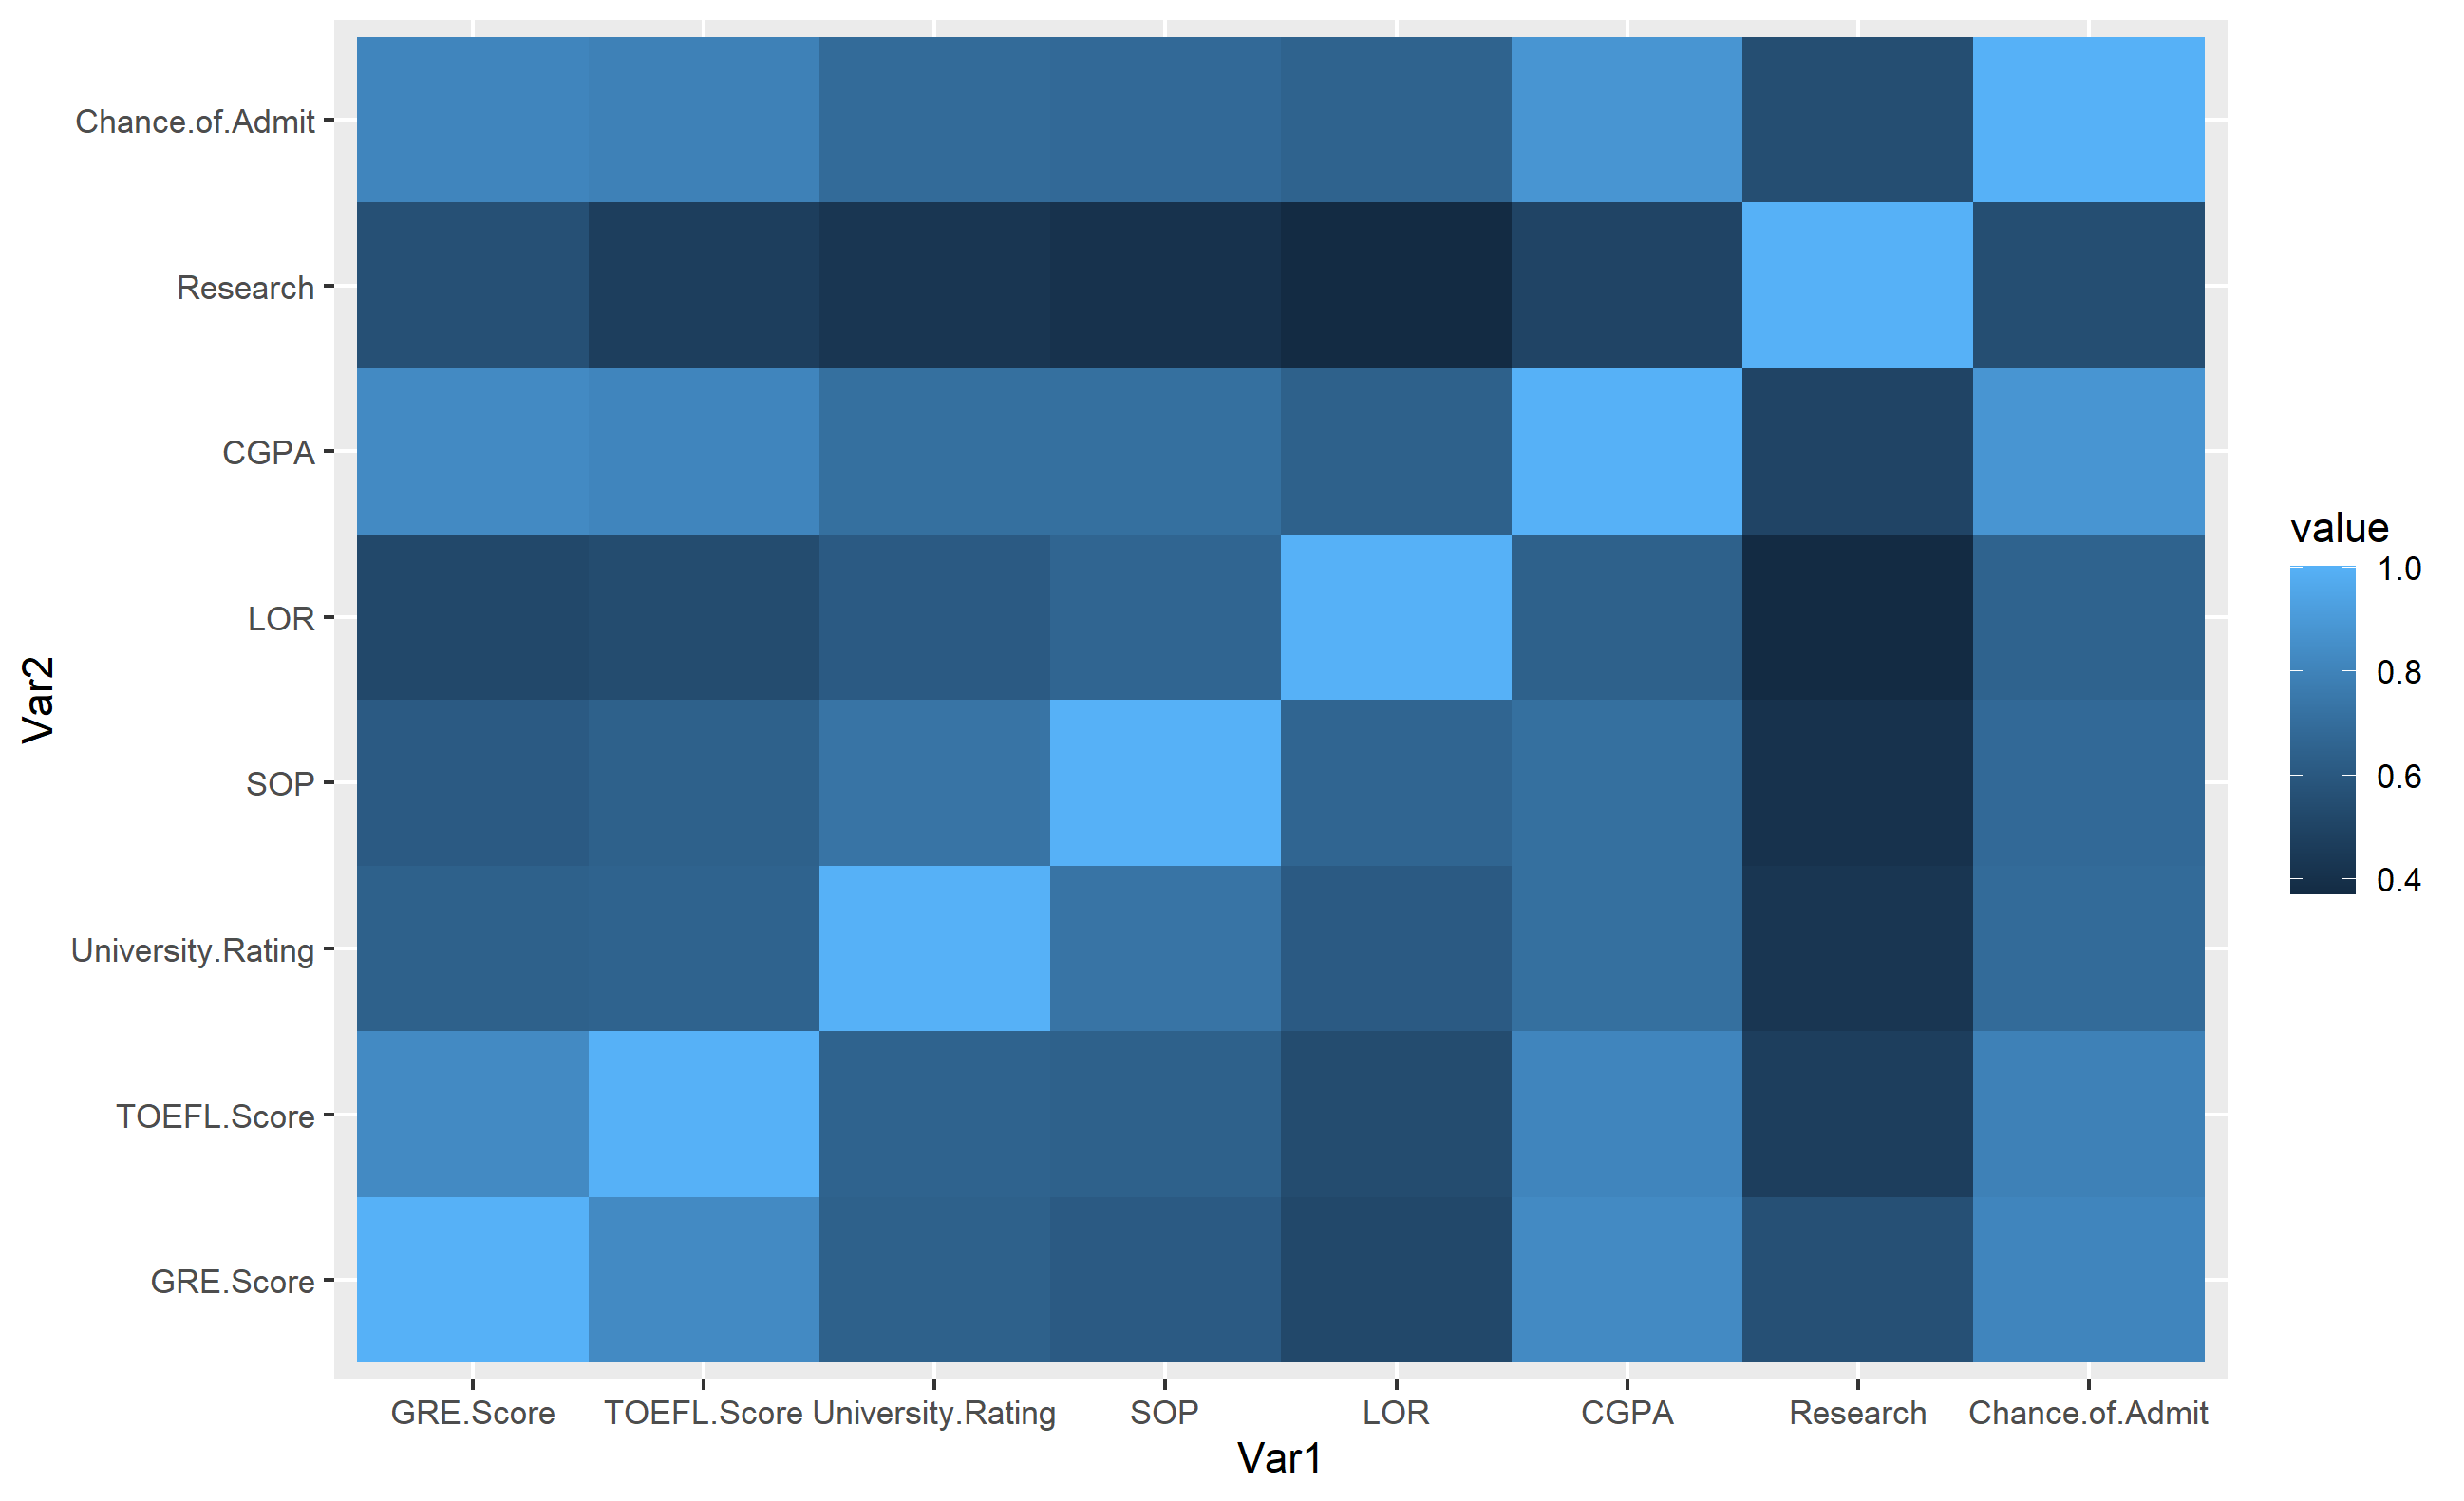 Chance.of.Admit
Research
CGPA
LOR
SOP
University.Rating
TOEFL.Score
GRE.Score
Var2
GRE.Score TOEFL.Score University.Rating SOP LOR CGPA Research Chance.of.Admit
Var1
value
1.0
0.8
0.6
0.4